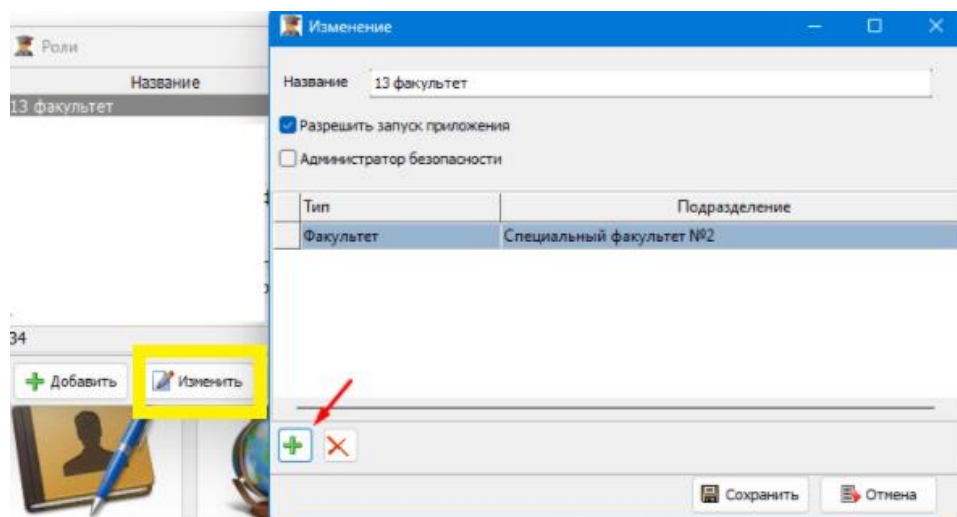 Роли
Название
13 факультет
34
Добавить
Изменить
Изменение
Название 13 факультет
Разрешить запуск приложения
Администратор безопасности
Тип Подразделение
Факультет Специальный факультет №2
Сохранить Отмена